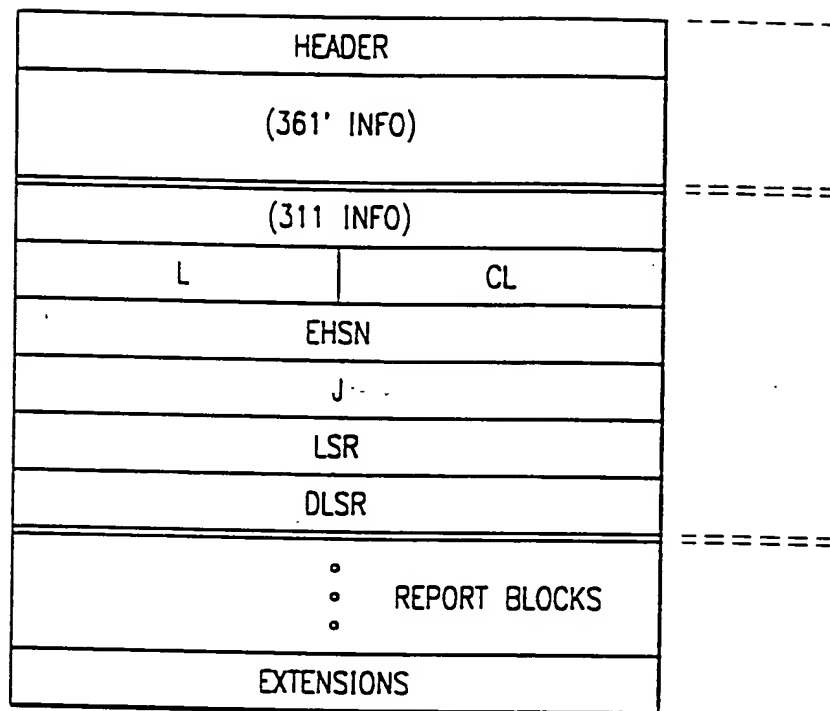 HEADER
(361' INFO)
(311 INFO)
L CL
EHSN
J
LSR
DLSR
REPORT BLOCKS
EXTENSIONS